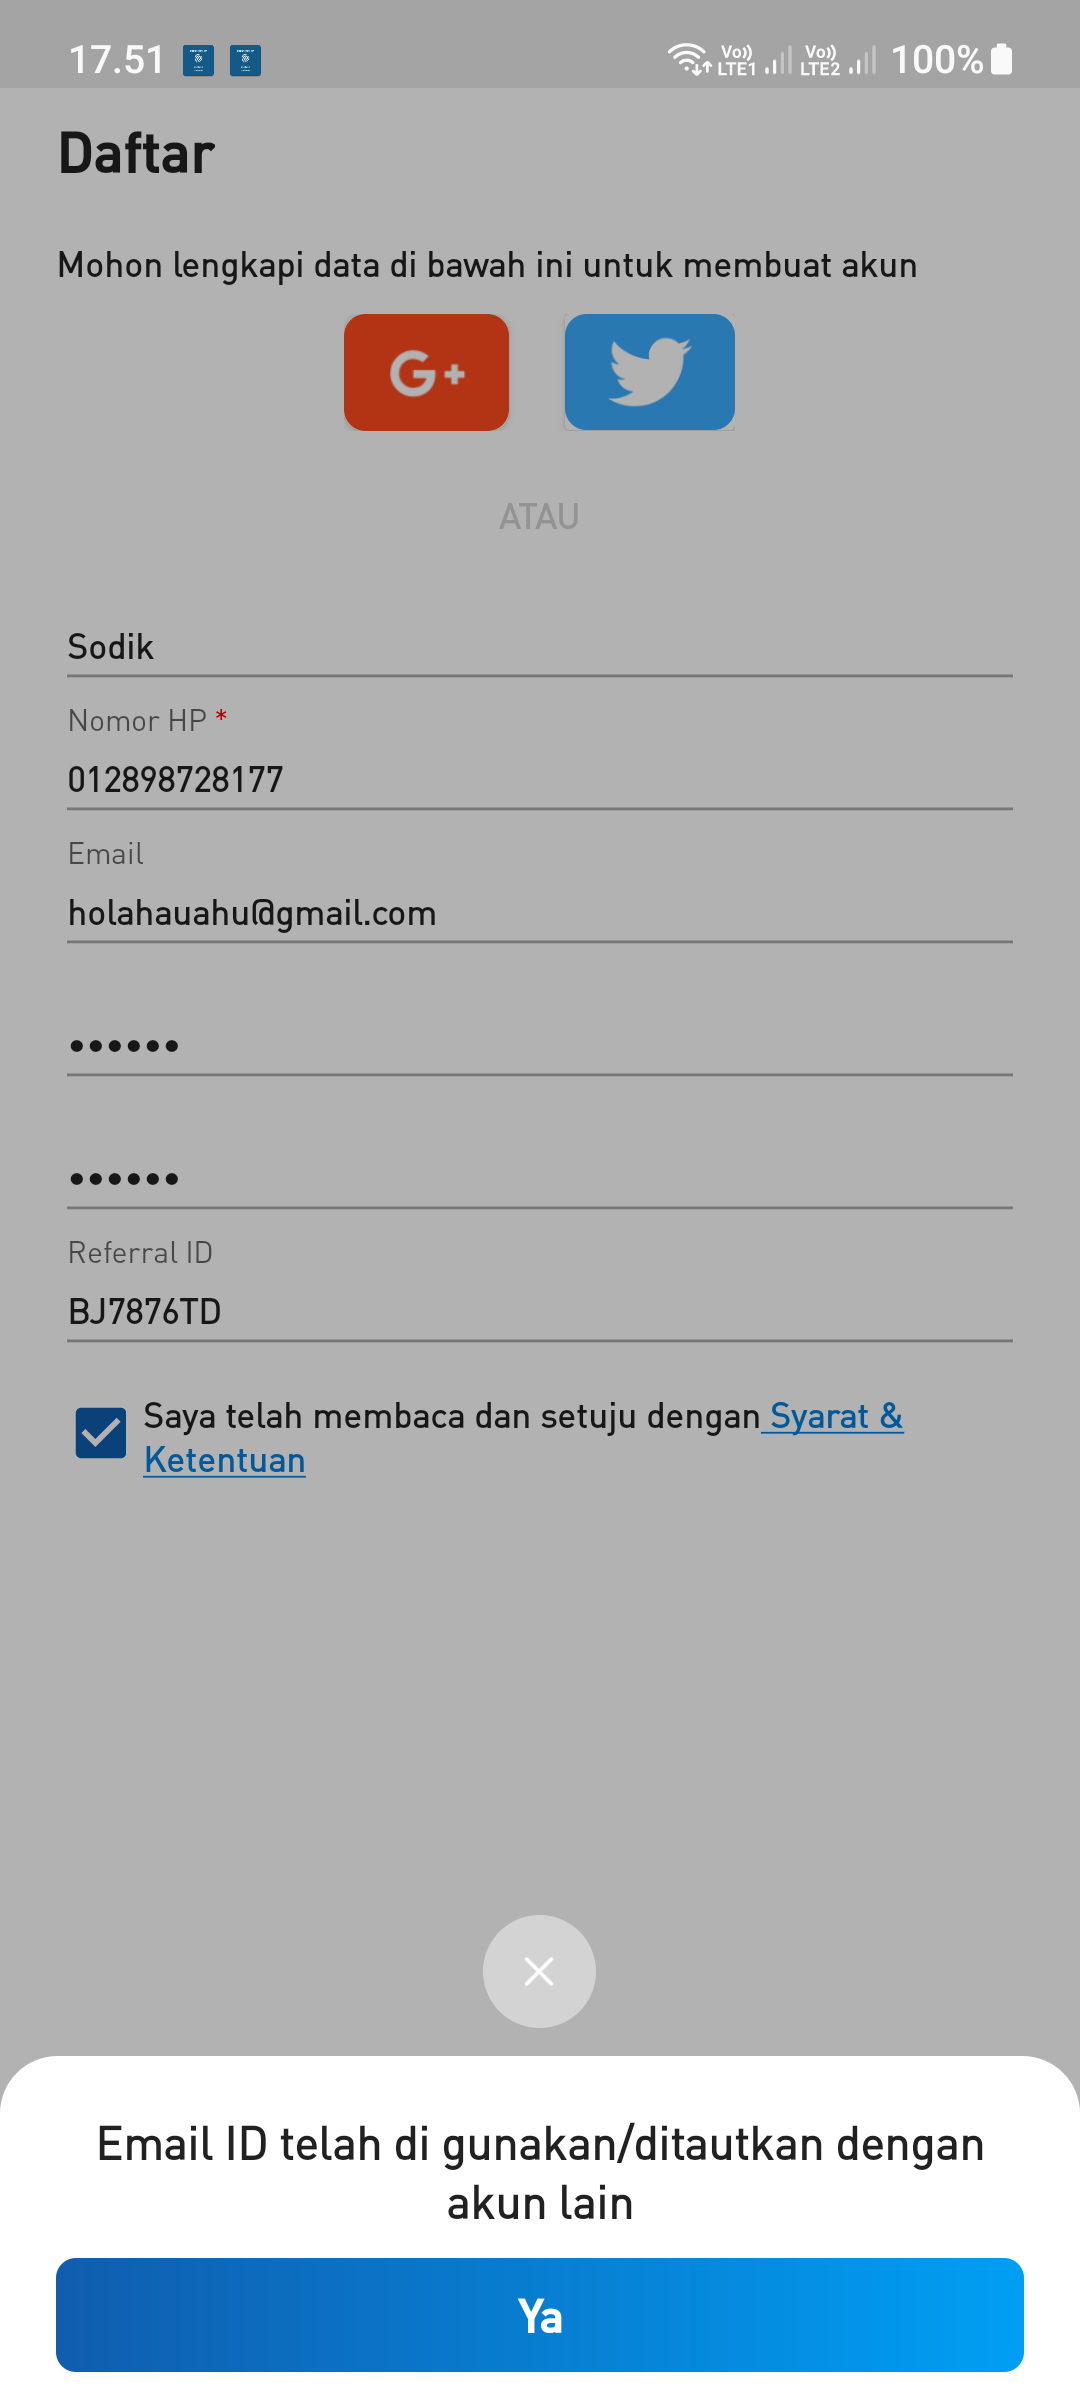 17.51
Vo)) LTE1
Vo)) LTE2
100%
Daftar
Mohon lengkapi data di bawah ini untuk membuat akun
G+
ATAU
Sodik
Nomor HP *
012898728177
Email
holahauahu@gmail.com
••••••
••••••
Referral ID
BJ7876TD
Saya telah membaca dan setuju dengan Syarat &
Ketentuan
Email ID telah di gunakan/ditautkan dengan
akun lain
Ya